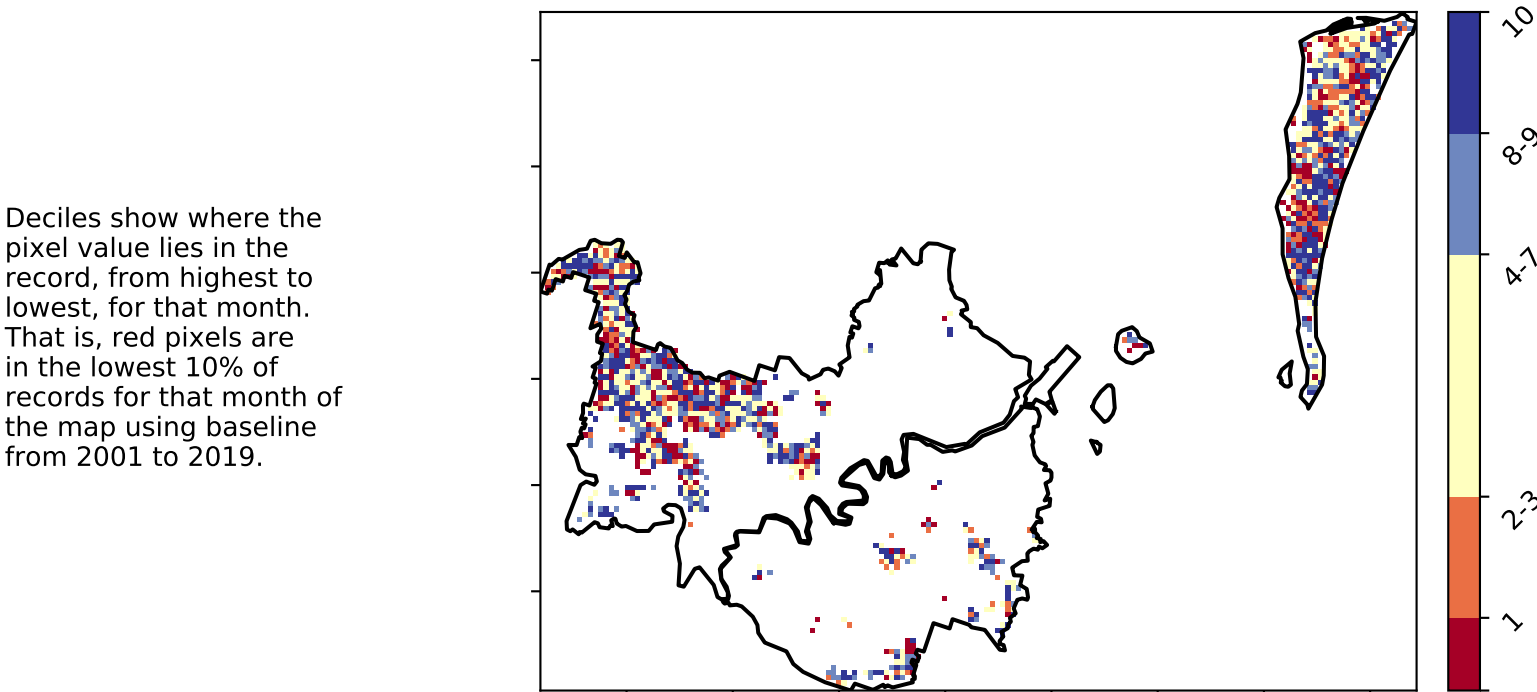 Deciles show where the
pixel value lies in the
record, from highest to
lowest, for that month.
That is, red pixels are
in the lowest 10% of
records for that month of
the map using baseline
from 2001 to 2019.
10
8-9
4-7
2-3
1